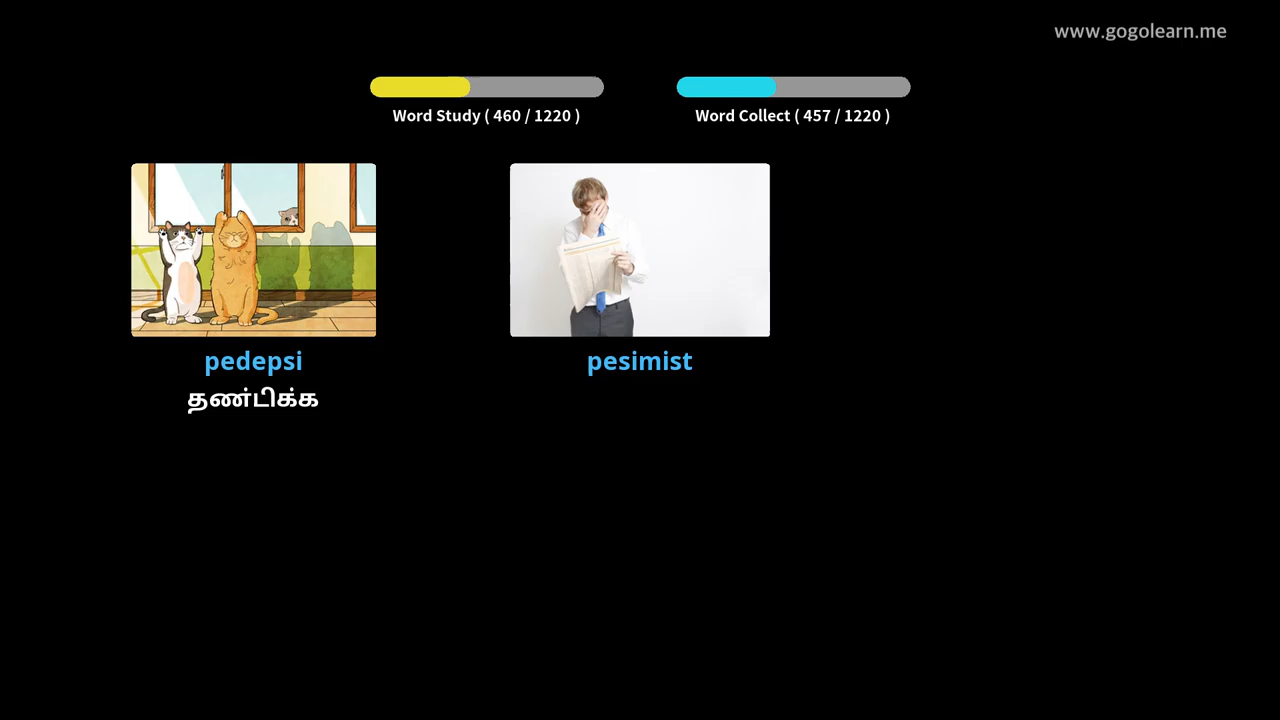 www.gogolearn.me
Word Study ( 460 / 1220 )
Word Collect ( 457 / 1220 )
pedepsi
தண்டிக்க
pesimist